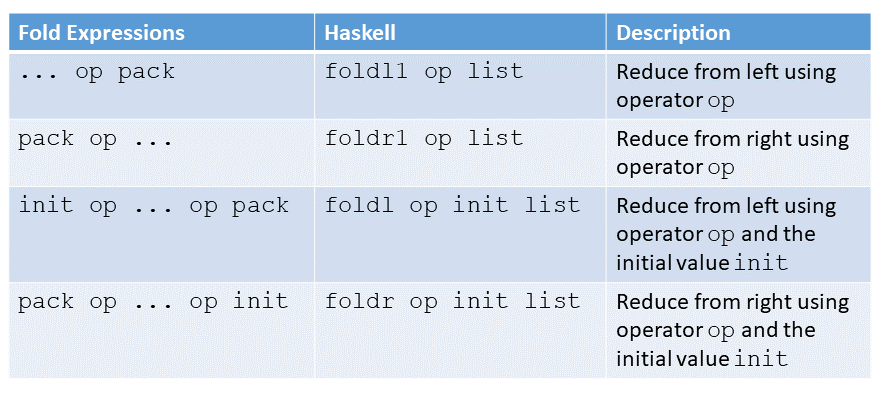 Fold Expressions Haskell Description
... op pack foldl1 op list Reduce from left using
operator op
pack op ... foldr1 op list Reduce from right using
operator op
init op ... op pack foldl op init list Reduce from left using
operator op and the
initial value init
pack op ... op init foldr op init list Reduce from right using
operator op and the
initial value init